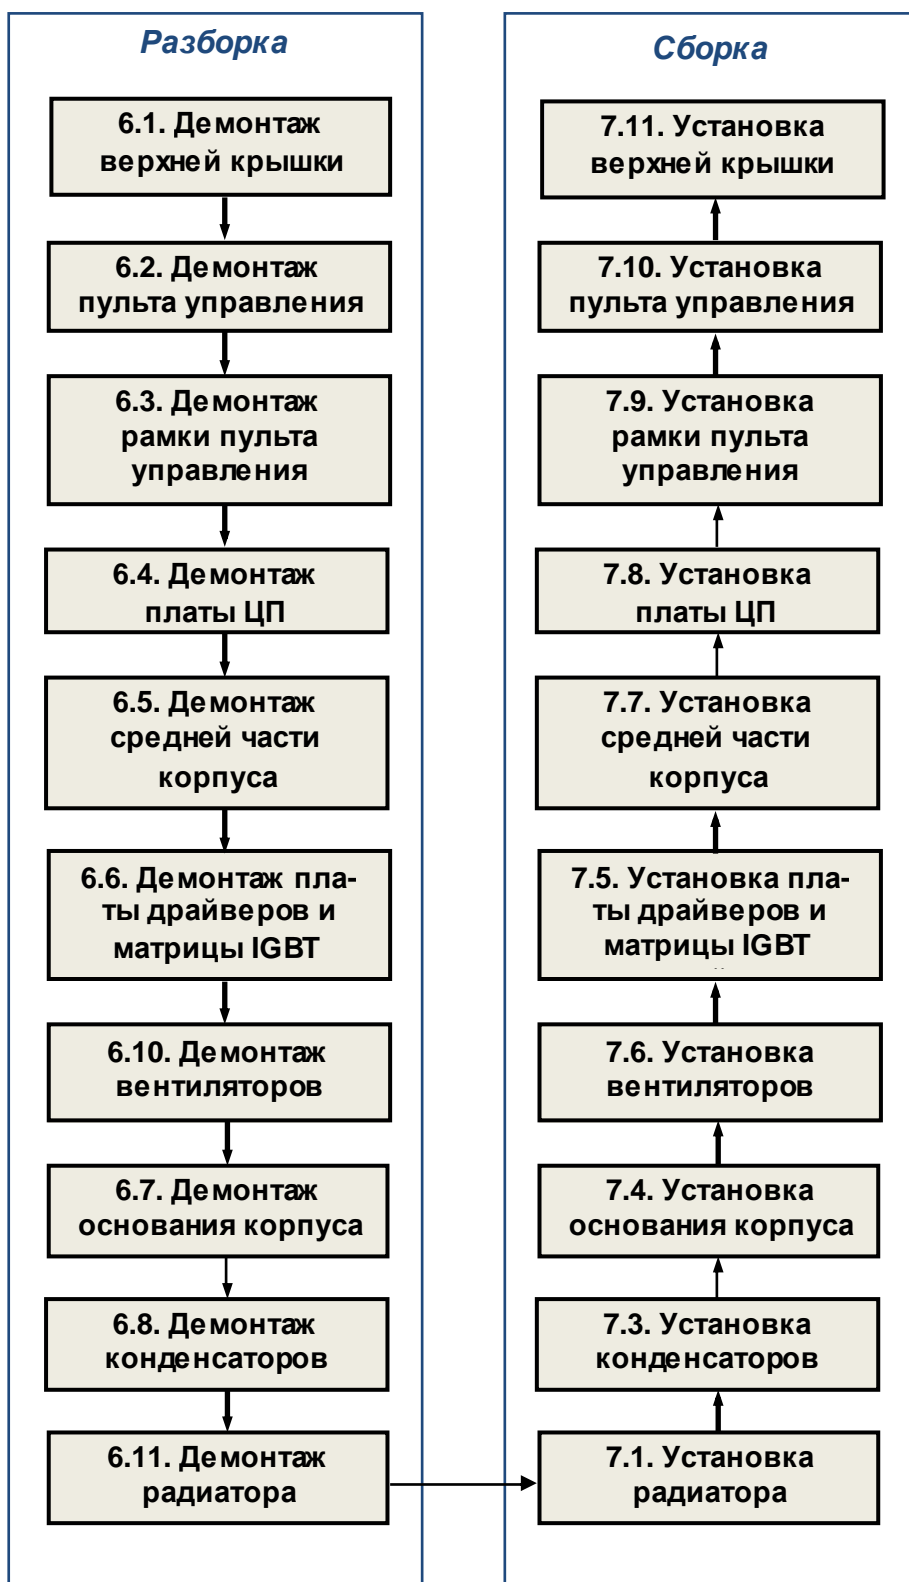 Разборка
6.1. Демонтаж
верхней крышки
6.2. Демонтаж
пульта управления
6.3. Демонтаж
рамки пульта
управления
6.4. Демонтаж
платы ЦП
6.5. Демонтаж
средней части
корпуса
6.6. Демонтаж пла-
ты драйверов и
матрицы IGBT
6.10. Демонтаж
вентиляторов
6.7. Демонтаж
основания корпуса
6.8. Демонтаж
конденсаторов
6.11. Демонтаж
радиатора
Сборка
7.11. Установка
верхней крышки
7.10. Установка
пульта управления
7.9. Установка
рамки пульта
управления
7.8. Установка
платы ЦП
7.7. Установка
средней части
корпуса
7.5. Установка пла-
ты драйверов и
матрицы IGBT
7.6. Установка
вентиляторов
7.4. Установка
основания корпуса
7.3. Установка
конденсаторов
7.1. Установка
радиатора